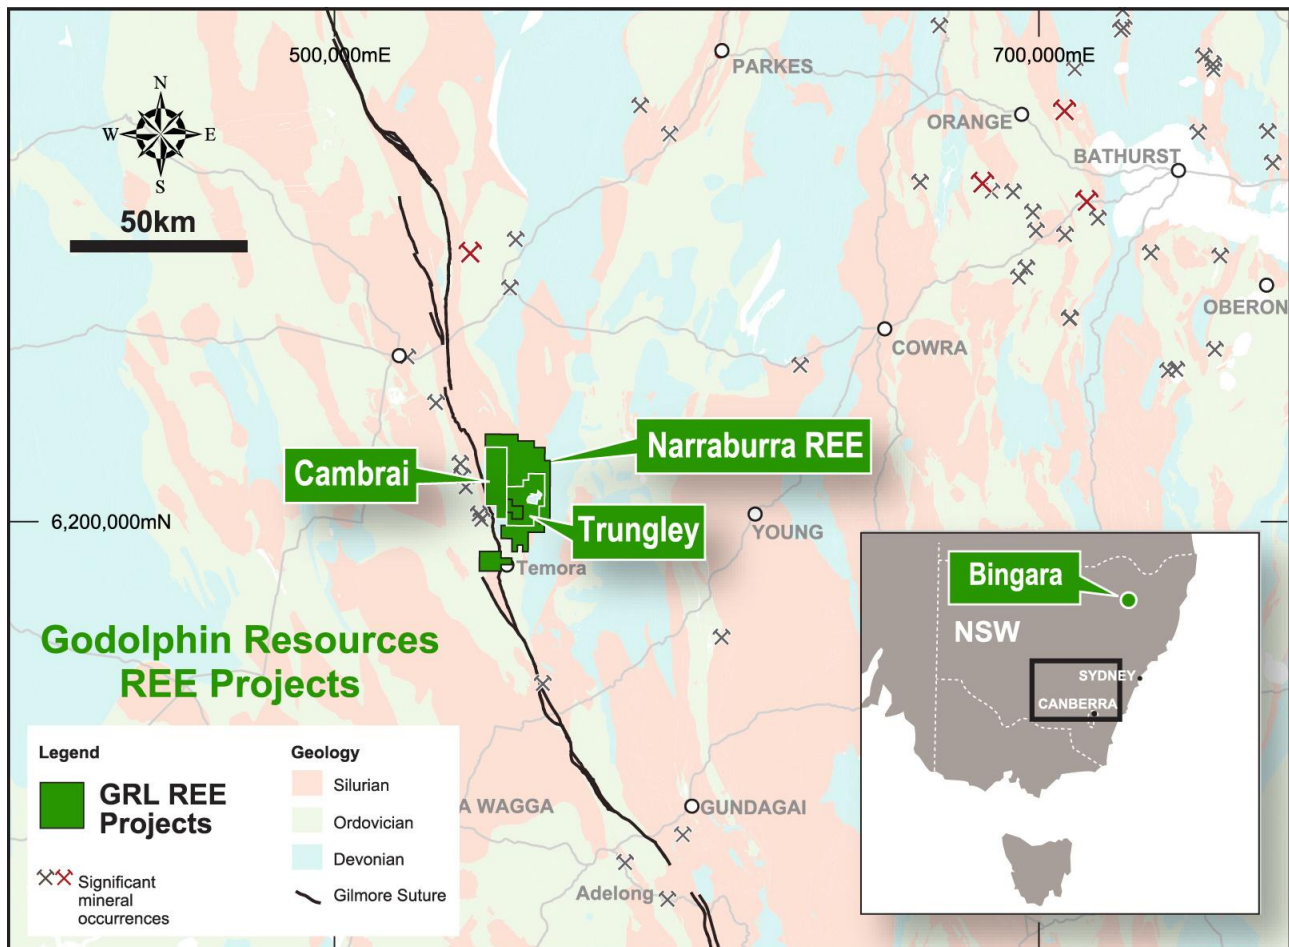 500,000mE
700,000mE
PARKES
N
W
E
S
50km
ORANGE
BATHURST
OBERON
COWRA
Narraburra REE
Cambrai
Trungley
6,200,000mN
YOUNG
Temora
Godolphin Resources
REE Projects
Bingara
NSW
SYDNEY
CANBERRA
Legend
GRL REE
Projects
Significant
mineral
occurrences
Geology
Silurian
Ordovician
Devonian
Gilmore Suture
A WAGGA
GUNDAGAI
Adelong